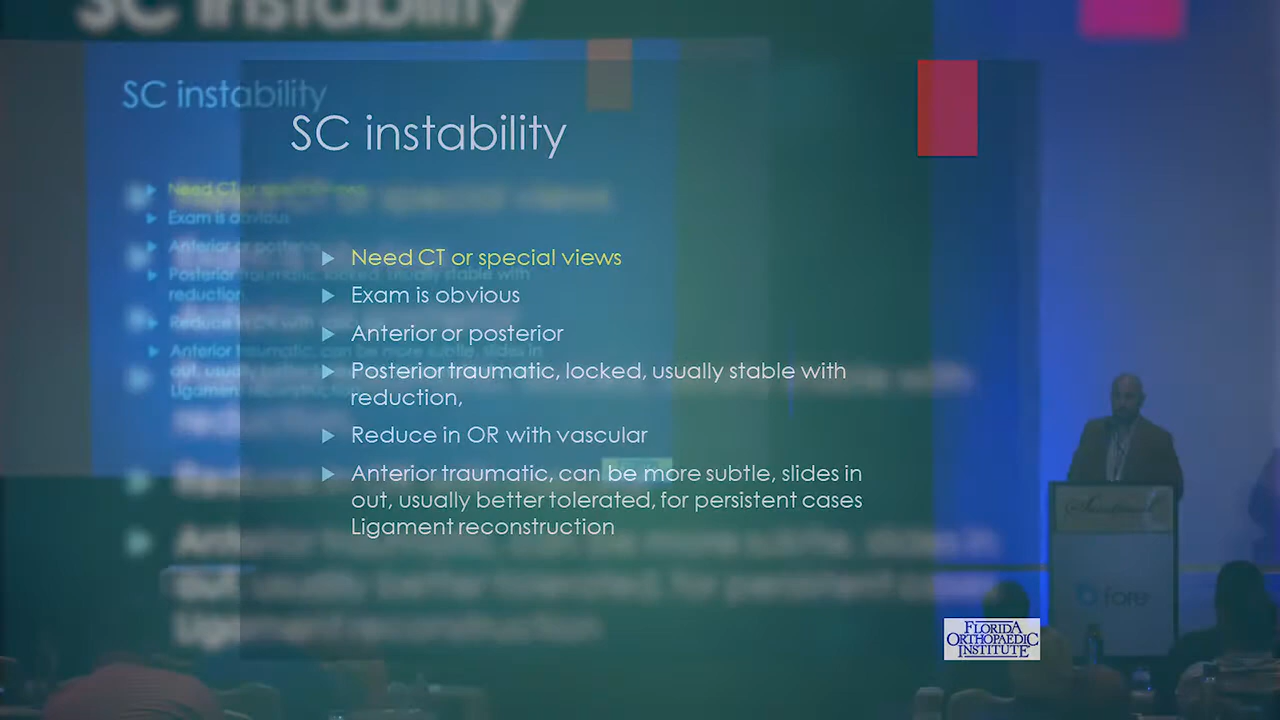 SC instability
SC instability
SC instability
Need CT or special views
Exam is obvious
Anterior or posterior
Posterior traumatic, locked, usually stable with
reduction,
Reduce in OR with vascular
Anterior traumatic, can be more subtle, slides in
out, usually better tolerated, for persistent cases
Ligament reconstruction
fore
FLORIDA
ORTHOPAEDIC
INSTITUTE